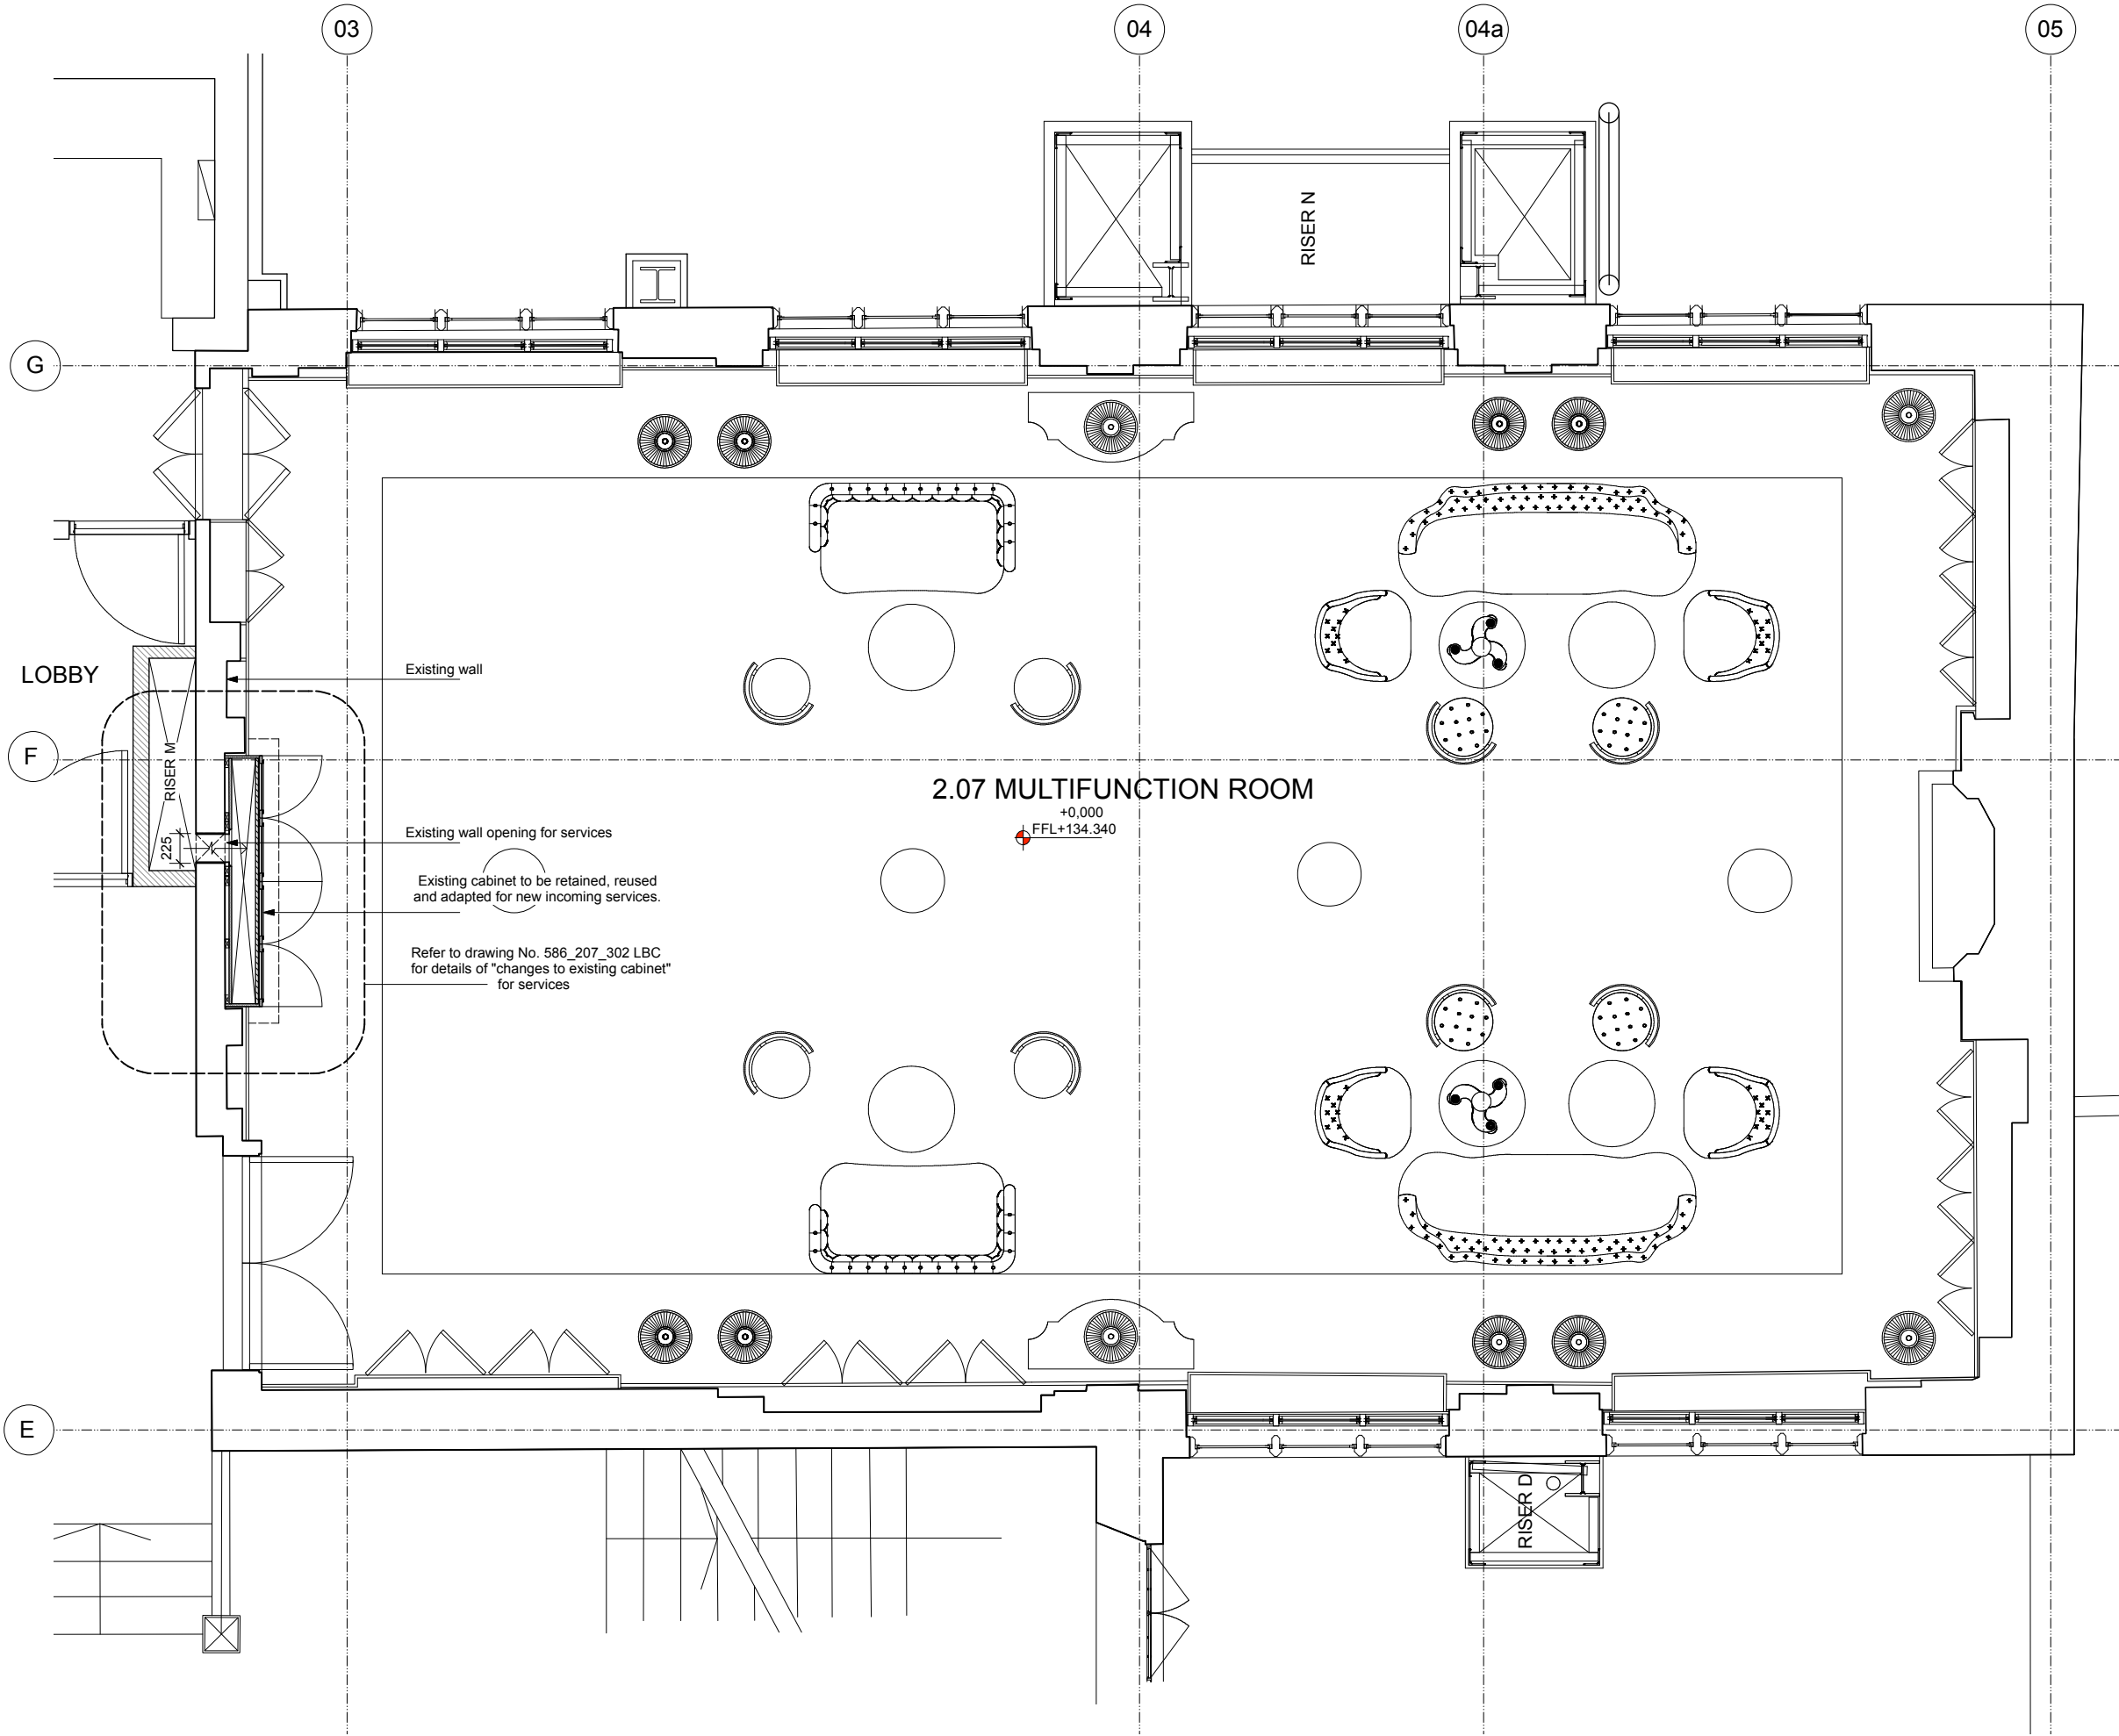 03
04
04a
05
RISER N
G
LOBBY
Existing wall
F
RISER M
2.07 MULTIFUNCTION ROOM
+0,000
FFL+134.340
Existing wall opening for services
225
Existing cabinet to be retained, reused
and adapted for new incoming services.
Refer to drawing No. 586_207_302 LBC
for details of "changes to existing cabinet"
for services
E
RISER D